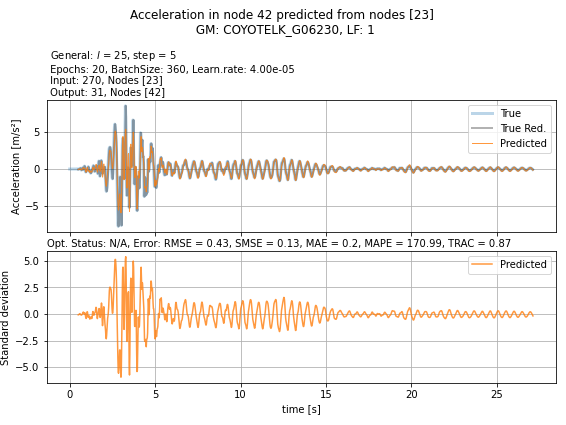 Acceleration in node 42 predicted from nodes [23]
GM: COYOTELK_G06230, LF: 1
General: l = 25, step = 5
Epochs: 20, BatchSize: 360, Learn.rate: 4.00e-05
Input: 270, Nodes [23]
Output: 31, Nodes [42]
Acceleration [m/s²]
5
0
−5
True
True Red.
Predicted
Opt. Status: N/A, Error: RMSE = 0.43, SMSE = 0.13, MAE = 0.2, MAPE = 170.99, TRAC = 0.87
Standard deviation
5.0
2.5
0.0
−2.5
−5.0
Predicted
0 5 10 15 20 25
time [s]